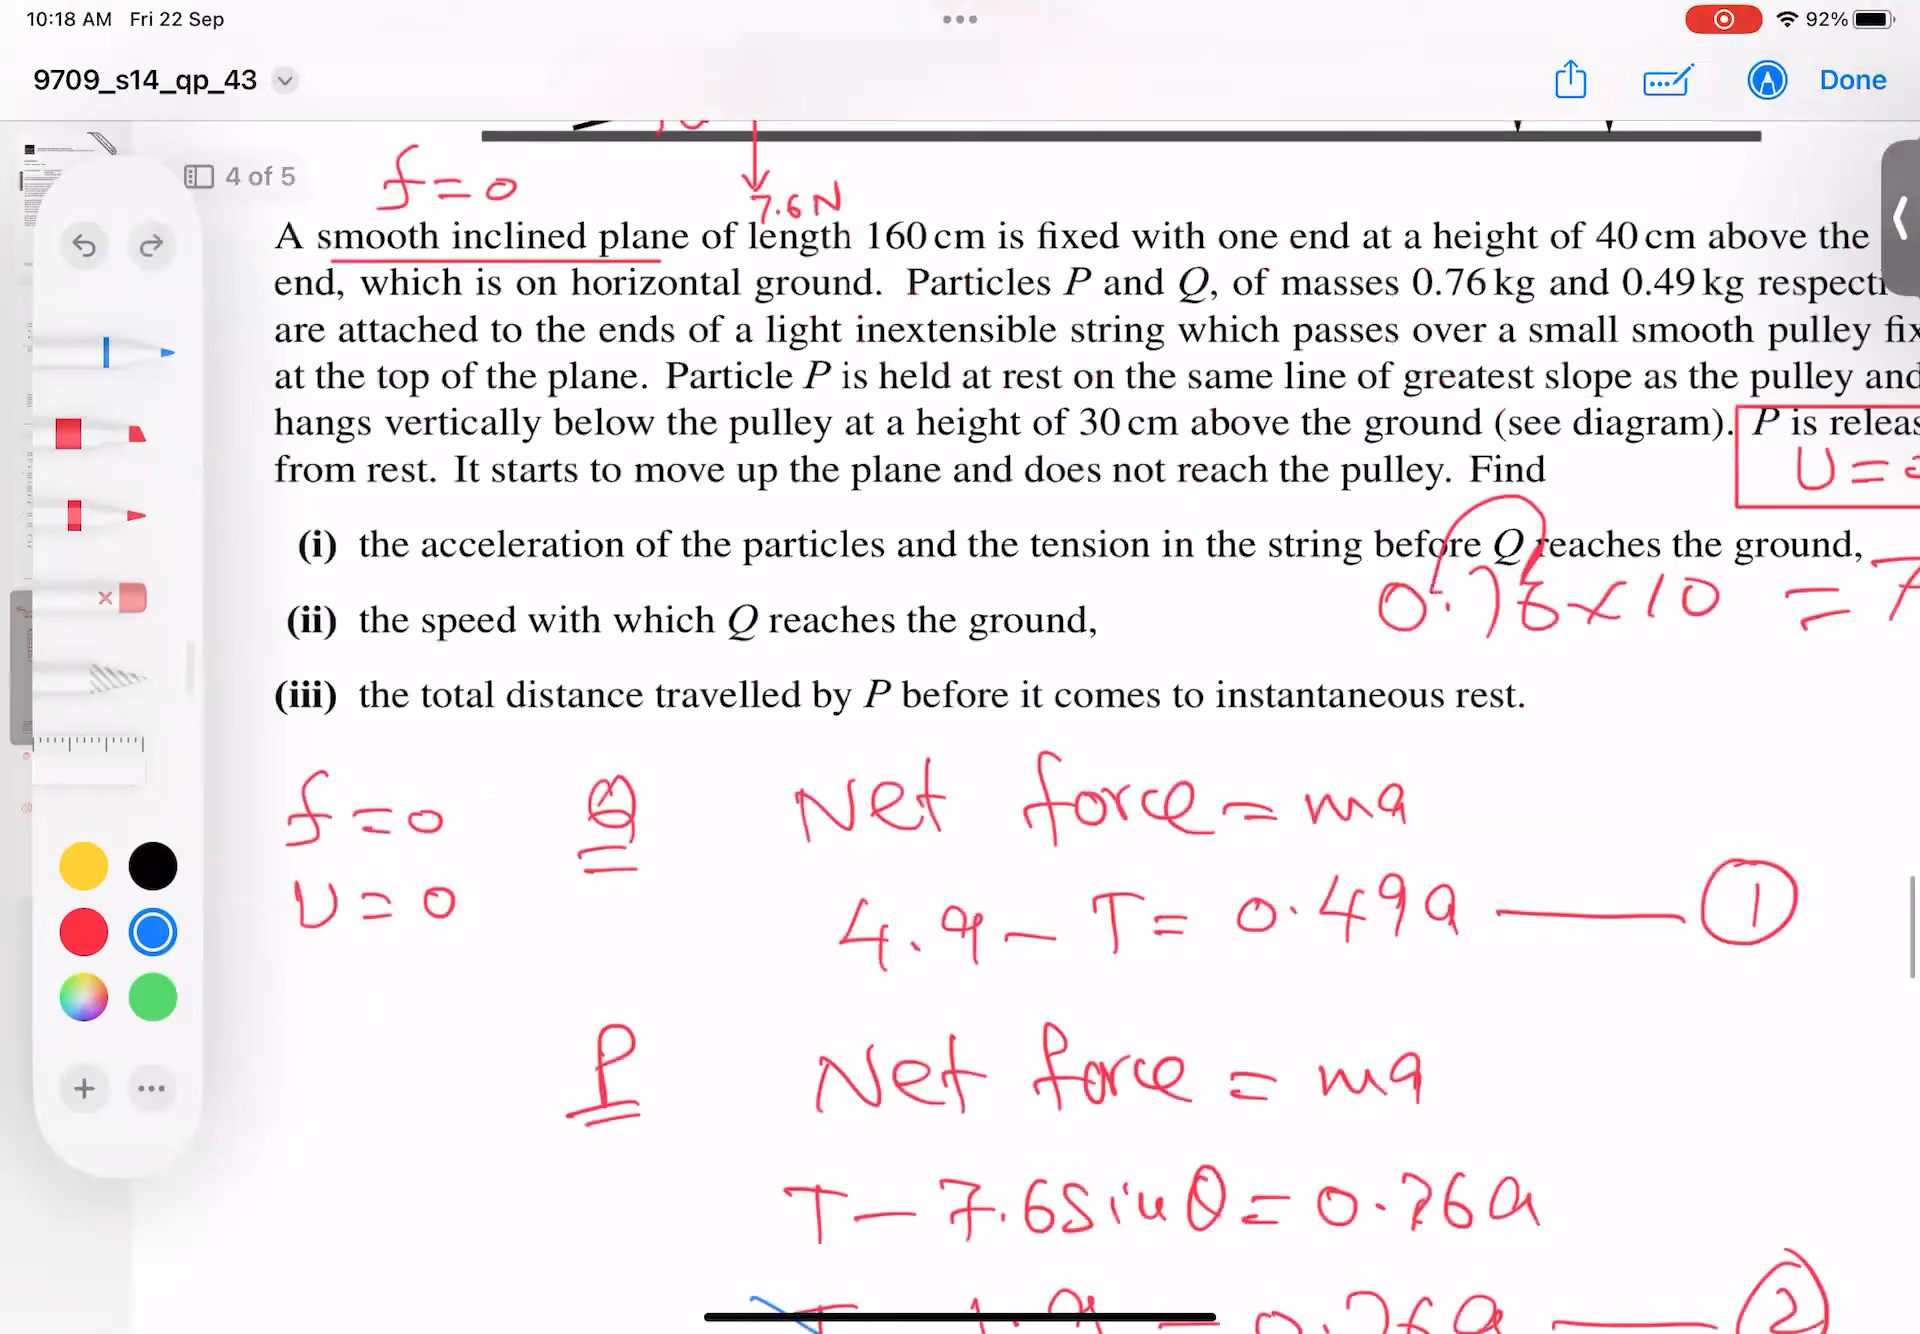 10:18 AM Fri 22 Sep
92%
9709_s14_qp_43
Done
4 of 5
f = 0
7.6 N
A smooth inclined plane of length 160 cm is fixed with one end at a height of 40 cm above the
end, which is on horizontal ground. Particles P and Q, of masses 0.76 kg and 0.49 kg respecti
are attached to the ends of a light inextensible string which passes over a small smooth pulley fix
at the top of the plane. Particle P is held at rest on the same line of greatest slope as the pulley and
hangs vertically below the pulley at a height of 30 cm above the ground (see diagram). P is releas
from rest. It starts to move up the plane and does not reach the pulley. Find
U =
(i) the acceleration of the particles and the tension in the string before Q reaches the ground,
0.76 × 10 = 7
(ii) the speed with which Q reaches the ground,
(iii) the total distance travelled by P before it comes to instantaneous rest.
f = 0 Q Net force = ma
U = 0 4.9 - T = 0.49a 1
P Net force = ma
T - 7.6 sin θ = 0.76a
0.76a 2